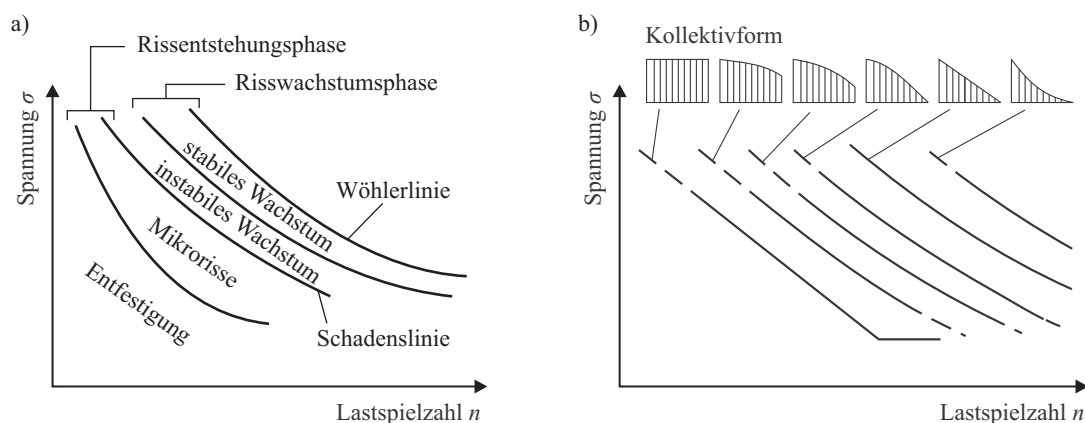 a)
Rissentstehungsphase
Risswachstumsphase
Spannung σ
stabiles Wachstum
instabiles Wachstum
Wöhlerlinie
Mikrorisse
Entfestigung
Schadenslinie
Lastspielzahl n
b)
Kollektivform
Spannung σ
Lastspielzahl n